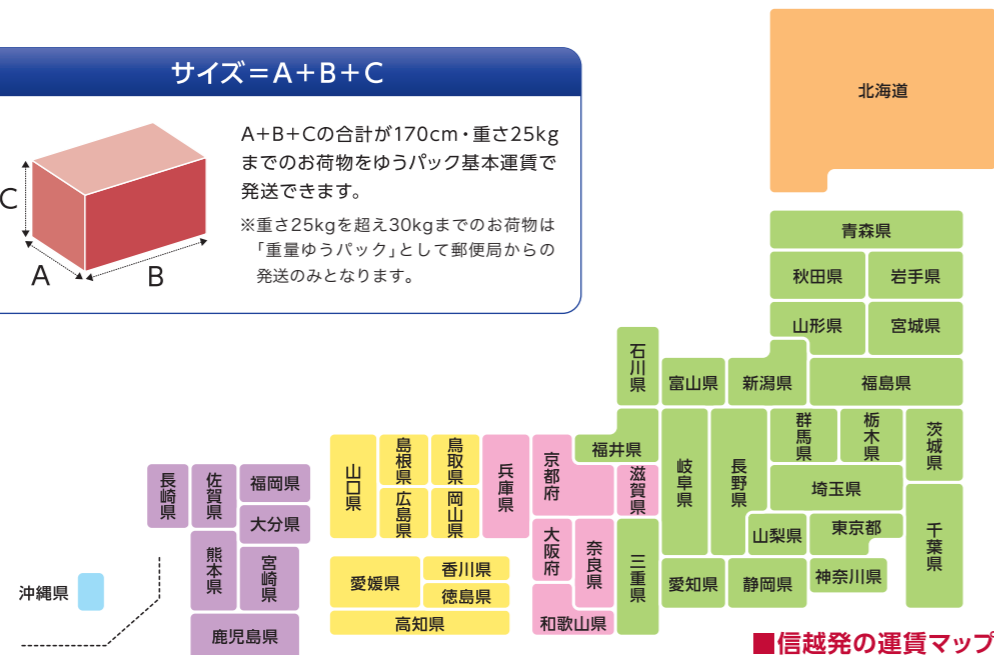 サイズ=A+B+C
A+B+Cの合計が170cm・重さ25kg
までのお荷物をゆうパック基本運賃で
発送できます。
※重さ25kgを超え30kgまでのお荷物は
「重量ゆうパック」として郵便局からの
発送のみとなります。
C
A
B
北海道
青森県
秋田県
岩手県
山形県
宮城県
石川県
富山県
新潟県
福島県
福井県
岐阜県
長野県
群馬県
栃木県
茨城県
埼玉県
山梨県
東京都
千葉県
愛知県
静岡県
神奈川県
三重県
滋賀県
京都府
兵庫県
大阪府
奈良県
和歌山県
鳥取県
島根県
岡山県
広島県
山口県
香川県
愛媛県
徳島県
高知県
福岡県
佐賀県
長崎県
大分県
熊本県
宮崎県
鹿児島県
沖縄県
■信越発の運賃マップ